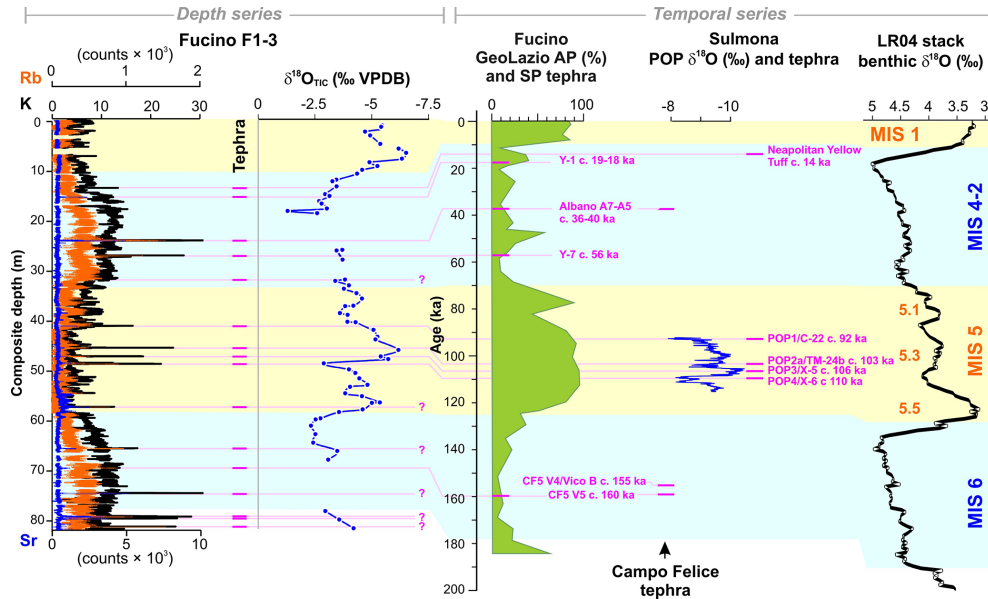 Depth series
Temporal series
Fucino F1-3
(counts × 10³)
0 1 2
Rb
K
0 10 20 30
δ¹⁸OTIC (‰ VPDB)
0 -2.5 -5 -7.5
Tephra
Composite depth (m)
0
10
20
30
40
50
60
70
80
Sr
0 5 10
(counts × 10³)
?
?
?
?
?
?
Fucino
GeoLazio AP (%)
and SP tephra
0 100
Sulmona
POP δ¹⁸O (‰) and tephra
-8 -10
LR04 stack
benthic δ¹⁸O (‰)
5 4.5 4 3.5 3
Age (ka)
0
20
40
60
80
100
120
140
160
180
200
Neapolitan Yellow
Tuff c. 14 ka
Y-1 c. 19-18 ka
Albano A7-A5
c. 36-40 ka
Y-7 c. 56 ka
POP1/C-22 c. 92 ka
POP2a/TM-24b c. 103 ka
POP3/X-5 c. 106 ka
POP4/X-6 c 110 ka
CF5 V4/Vico B c. 155 ka
CF5 V5 c. 160 ka
Campo Felice
tephra
MIS 1
MIS 4-2
5.1
5.3
5.5
MIS 5
MIS 6